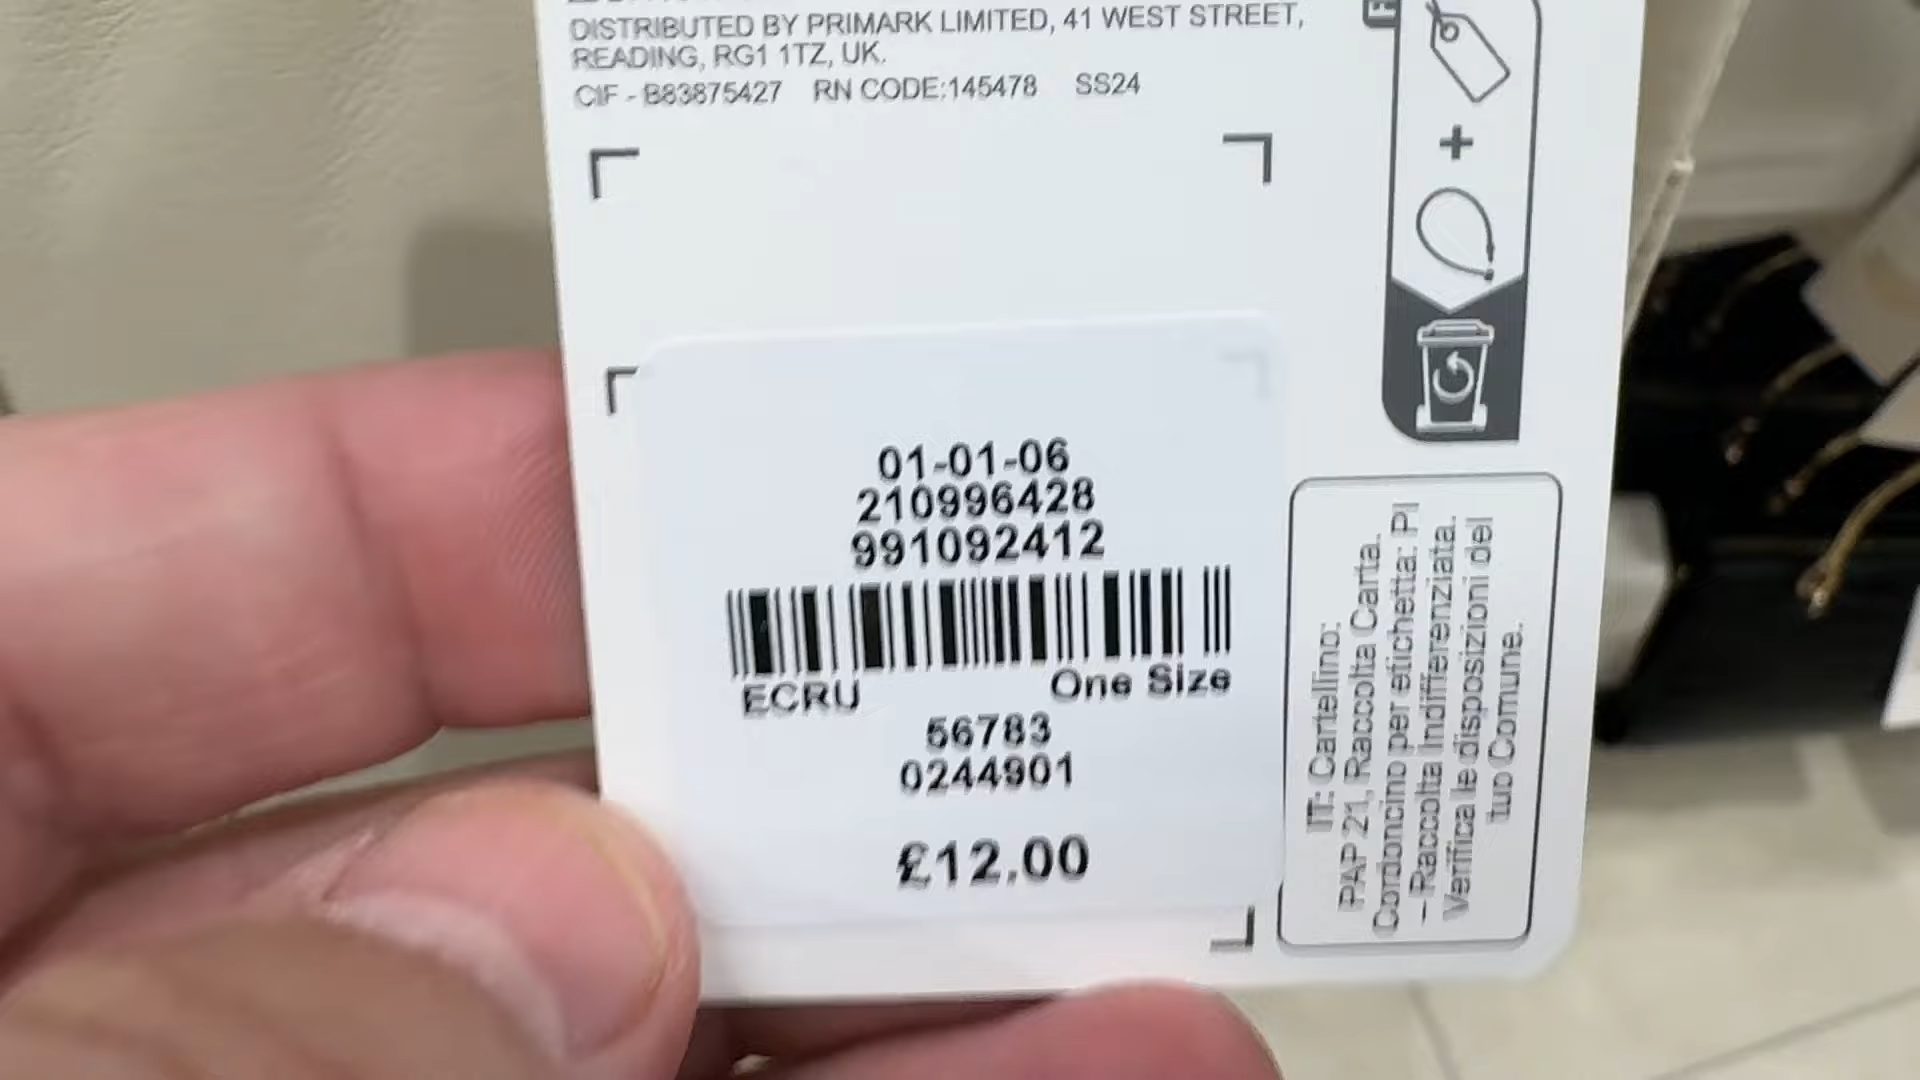 DISTRIBUTED BY PRIMARK LIMITED, 41 WEST STREET,
READING, RG1 1TZ, UK.
CIF - B83875427 RN CODE:145478 SS24
01-01-06
210996428
991092412
ECRU One Size
56783
0244901
£12.00
IT: Cartellino:
PAP 21, Raccolta Carta.
Cordoncino per etichetta: PI
- Raccolta Indifferenziata.
Verifica le disposizioni del
tuo Comune.